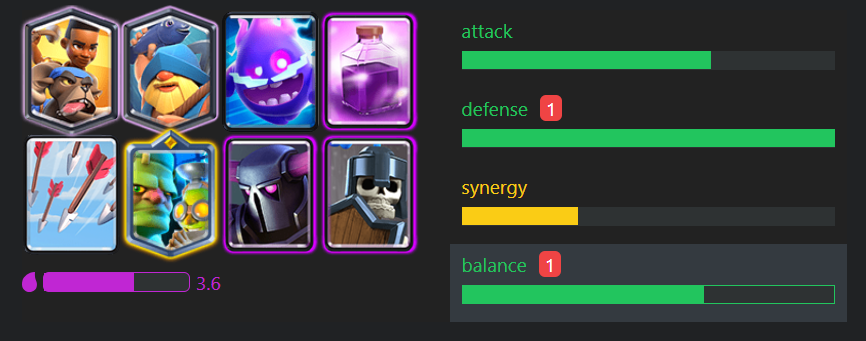 attack
defense 1
synergy
balance 1
3.6